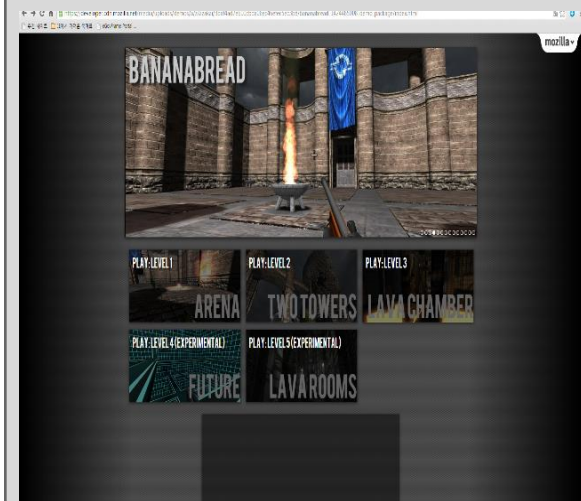 mozilla
BANANABREAD
PLAY:LEVEL 1
ARENA
PLAY:LEVEL 2
TWO TOWERS
PLAY:LEVEL 3
LAVA CHAMBER
PLAY:LEVEL 4 (EXPERIMENTAL)
FUTURE
PLAY:LEVEL 5 (EXPERIMENTAL)
LAVA ROOMS